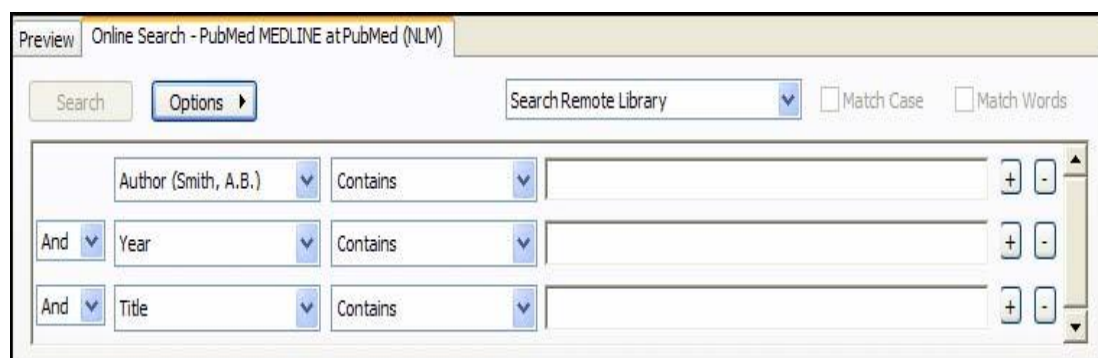 Preview Online Search - PubMed MEDLINE at PubMed (NLM)
Search Options Search Remote Library Match Case Match Words
Author (Smith, A.B.) Contains + -
And Year Contains + -
And Title Contains + -